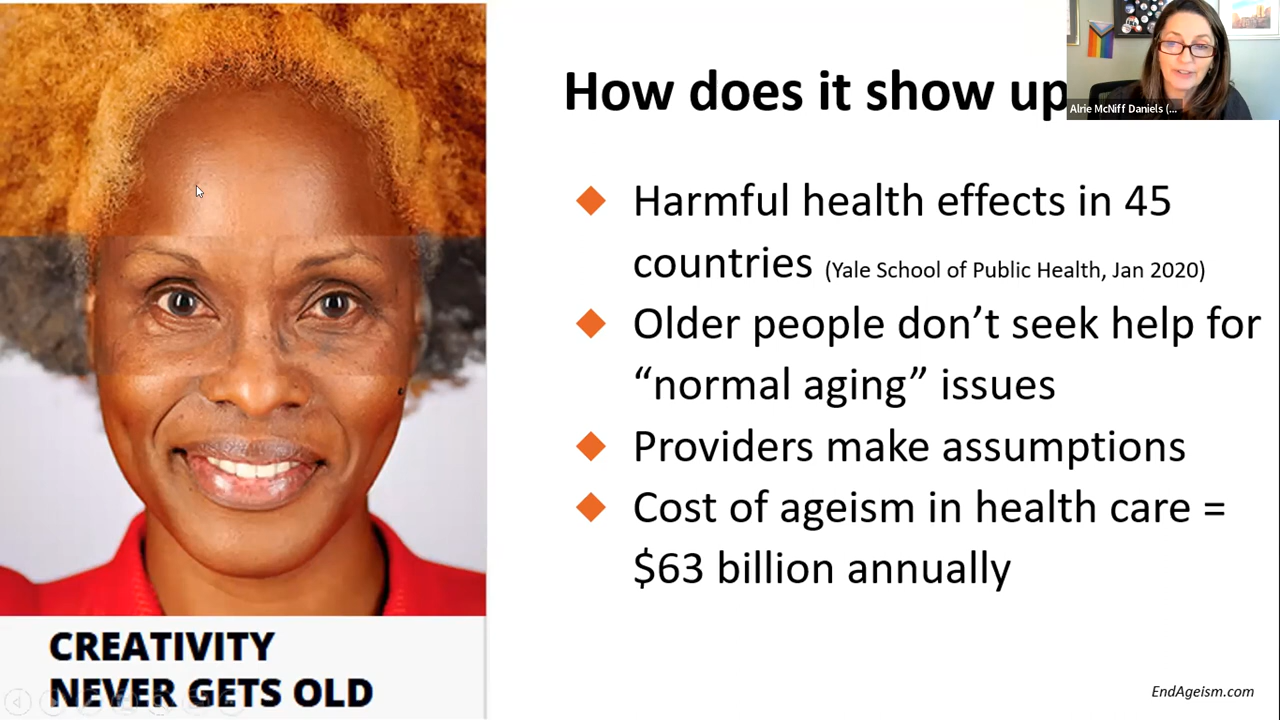 How does it show up
Alrie McNiff Daniels (...
Harmful health effects in 45
countries (Yale School of Public Health, Jan 2020)
Older people don’t seek help for
“normal aging” issues
Providers make assumptions
Cost of ageism in health care =
$63 billion annually
CREATIVITY
NEVER GETS OLD
EndAgeism.com